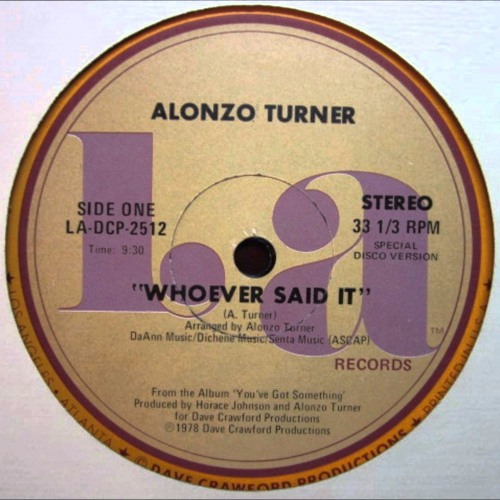 ALONZO TURNER
La
SIDE ONE
LA-DCP-2512
Time: 9:30
STEREO
33 1/3 RPM
SPECIAL
DISCO VERSION
"WHOEVER SAID IT"
(A. Turner)
Arranged by Alonzo Turner
DaAnn Music/Dichene Music/Senta Music (ASCAP)
TM
RECORDS
From the Album 'You've Got Something'
Produced by Horace Johnson and Alonzo Turner
for Dave Crawford Productions
℗1978 Dave Crawford Productions
★ LOS ANGELES ★ ATLANTA ★ © DAVE CRAWFORD PRODUCTIONS ★ PRINTED IN U.S.